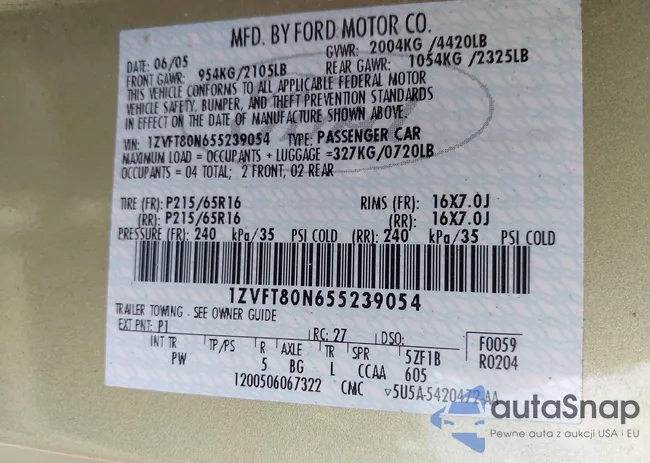 MFD. BY FORD MOTOR CO.
DATE: 06/05 GVWR: 2004KG/4420LB
FRONT GAWR: 954KG/2105LB REAR GAWR: 1054KG/2325LB
THIS VEHICLE CONFORMS TO ALL APPLICABLE FEDERAL MOTOR
VEHICLE SAFETY, BUMPER, AND THEFT PREVENTION STANDARDS
IN EFFECT ON THE DATE OF MANUFACTURE SHOWN ABOVE.
VIN: 1ZVFT80N655239054 TYPE: PASSENGER CAR
MAXIMUM LOAD = OCCUPANTS + LUGGAGE =327KG/0720LB
OCCUPANTS = 04 TOTAL; 2 FRONT, 02 REAR
TIRE (FR): P215/65R16 RIMS (FR): 16X7.0J
(RR): P215/65R16 (RR): 16X7.0J
PRESSURE (FR): 240 kPa/35 PSI COLD (RR): 240 kPa/35 PSI COLD
1ZVFT80N655239054
TRAILER TOWING - SEE OWNER GUIDE
EXT PNT: P1 RC: 27 DSO: F0059
INT TR TP/PS R AXLE TR SPR 5ZF1B R0204
PW 5 BG L CCAA 605
1200506067322 CMC ▽5U5A-5420472-AA
autaSnap
Pewne auta z aukcji USA i EU